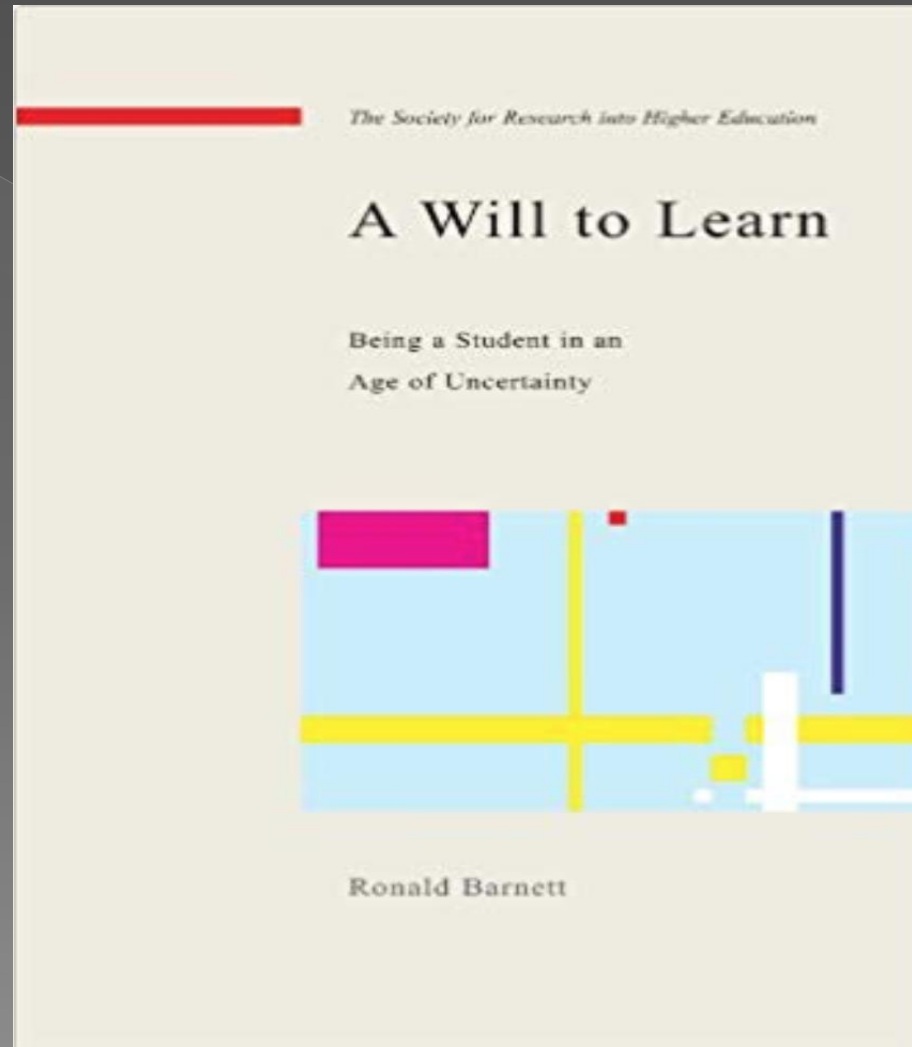 The Society for Research into Higher Education
A Will to Learn
Being a Student in an
Age of Uncertainty
Ronald Barnett